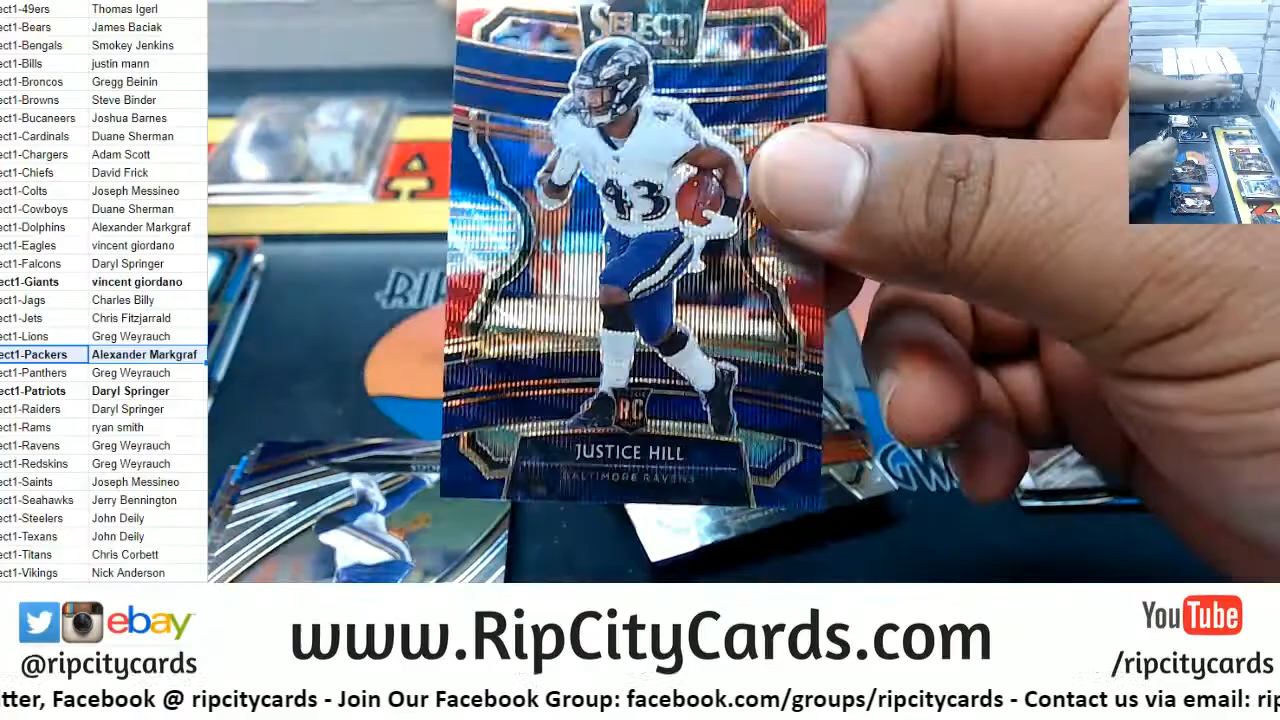 ect1-49ers Thomas Igerl
ect1-Bears James Baciak
ect1-Bengals Smokey Jenkins
ect1-Bills justin mann
ect1-Broncos Gregg Beinin
ect1-Browns Steve Binder
ect1-Bucaneers Joshua Barnes
ect1-Cardinals Duane Sherman
ect1-Chargers Adam Scott
ect1-Chiefs David Frick
ect1-Colts Joseph Messineo
ect1-Cowboys Duane Sherman
ect1-Dolphins Alexander Markgraf
ect1-Eagles vincent giordano
ect1-Falcons Daryl Springer
ect1-Giants vincent giordano
ect1-Jags Charles Billy
ect1-Jets Chris Fitzjarrald
ect1-Lions Greg Weyrauch
ect1-Packers Alexander Markgraf
ect1-Panthers Greg Weyrauch
ect1-Patriots Daryl Springer
ect1-Raiders Daryl Springer
ect1-Rams ryan smith
ect1-Ravens Greg Weyrauch
ect1-Redskins Greg Weyrauch
ect1-Saints Joseph Messineo
ect1-Seahawks Jerry Bennington
ect1-Steelers John Deily
ect1-Texans John Deily
ect1-Titans Chris Corbett
ect1-Vikings Nick Anderson
SELECT
43
RC
JUSTICE HILL
BALTIMORE RAVENS
RI
ebay
@ripcitycards
www.RipCityCards.com
YouTube
/ripcitycards
itter, Facebook @ ripcitycards - Join Our Facebook Group: facebook.com/groups/ripcitycards - Contact us via email: rip